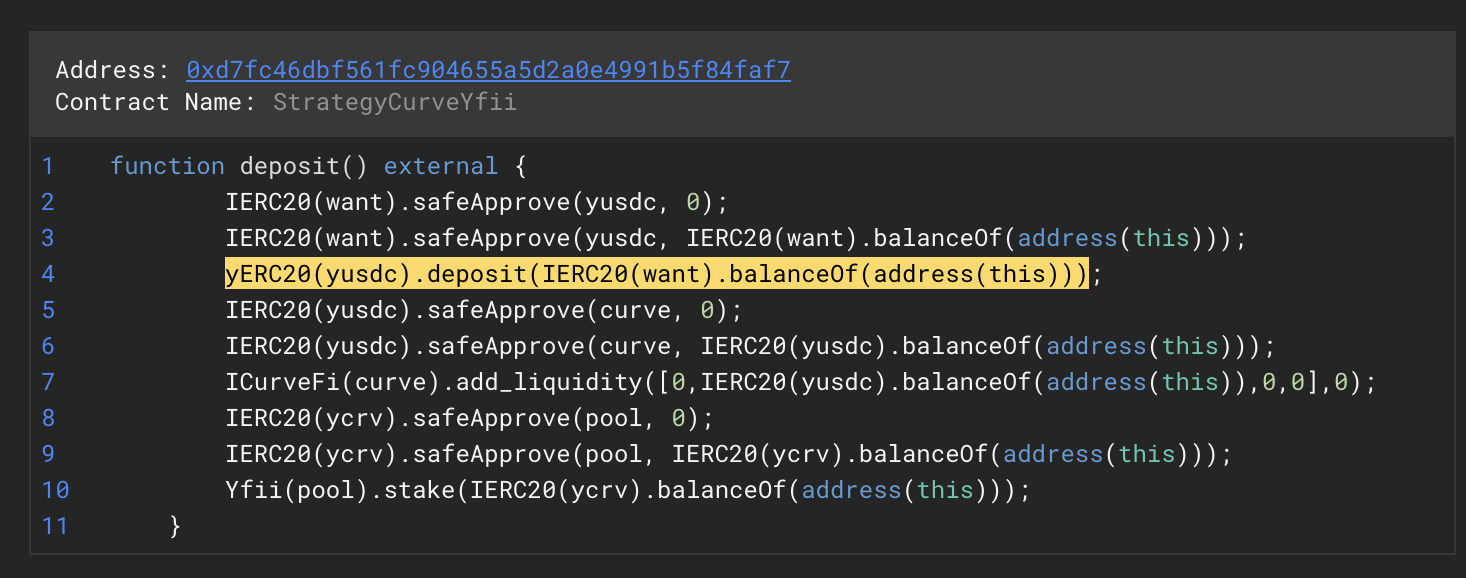 Address: 0xd7fc46dbf561fc904655a5d2a0e4991b5f84faf7
Contract Name: StrategyCurveYfii
1 function deposit() external {
2 IERC20(want).safeApprove(yusdc, 0);
3 IERC20(want).safeApprove(yusdc, IERC20(want).balanceOf(address(this)));
4 yERC20(yusdc).deposit(IERC20(want).balanceOf(address(this)));
5 IERC20(yusdc).safeApprove(curve, 0);
6 IERC20(yusdc).safeApprove(curve, IERC20(yusdc).balanceOf(address(this)));
7 ICurveFi(curve).add_liquidity([0,IERC20(yusdc).balanceOf(address(this)),0,0],0);
8 IERC20(ycrv).safeApprove(pool, 0);
9 IERC20(ycrv).safeApprove(pool, IERC20(ycrv).balanceOf(address(this)));
10 Yfii(pool).stake(IERC20(ycrv).balanceOf(address(this)));
11 }